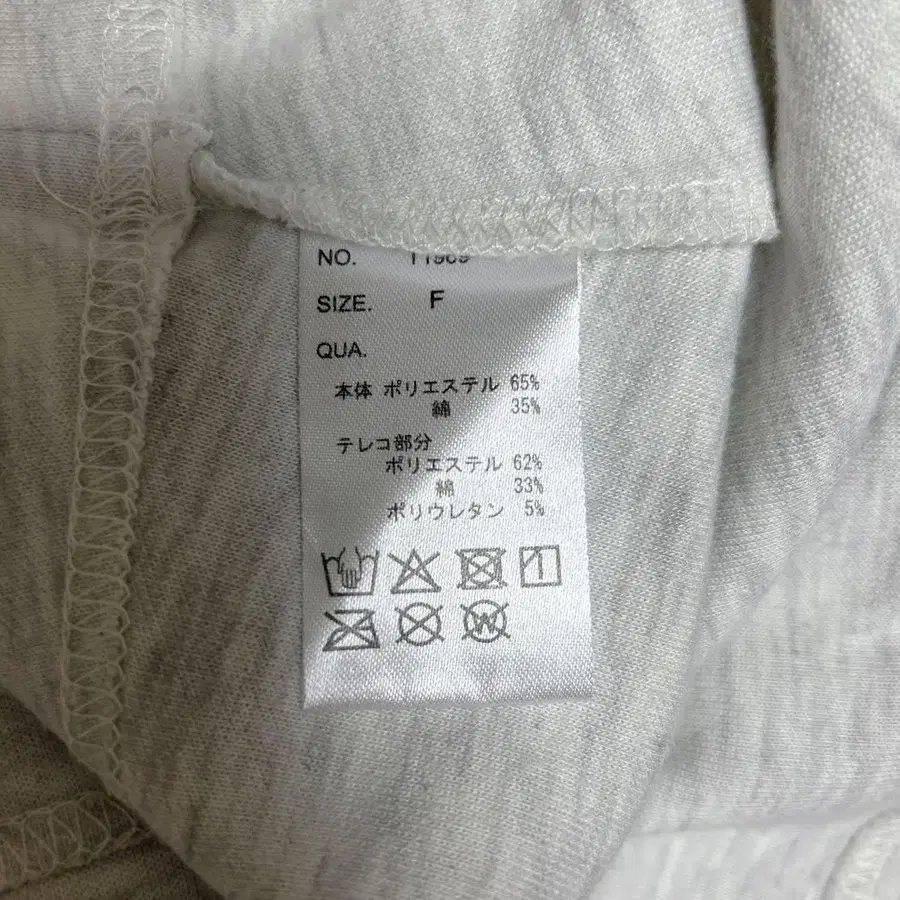 NO. 11969
SIZE. F
QUA.
本体 ポリエステル 65%
綿 35%
テレコ部分
ポリエステル 62%
綿 33%
ポリウレタン 5%
W